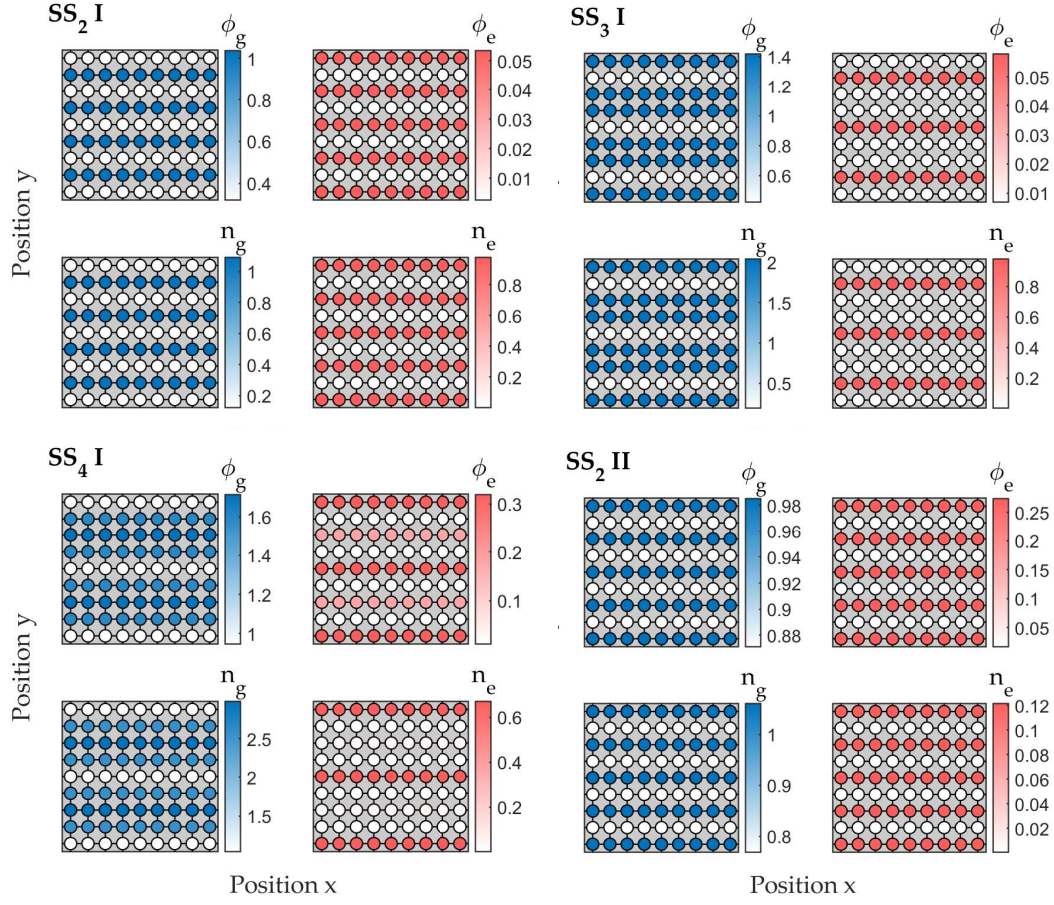 SS2 I
ϕg
1
0.8
0.6
0.4
ϕe
0.05
0.04
0.03
0.02
0.01
SS3 I
ϕg
1.4
1.2
1
0.8
0.6
ϕe
0.05
0.04
0.03
0.02
0.01
Position y
ng
1
0.8
0.6
0.4
0.2
ne
0.8
0.6
0.4
0.2
ng
2
1.5
1
0.5
ne
0.8
0.6
0.4
0.2
SS4 I
ϕg
1.6
1.4
1.2
1
ϕe
0.3
0.2
0.1
SS2 II
ϕg
0.98
0.96
0.94
0.92
0.9
0.88
ϕe
0.25
0.2
0.15
0.1
0.05
Position y
ng
2.5
2
1.5
ne
0.6
0.4
0.2
ng
1
0.9
0.8
ne
0.12
0.1
0.08
0.06
0.04
0.02
Position x
Position x